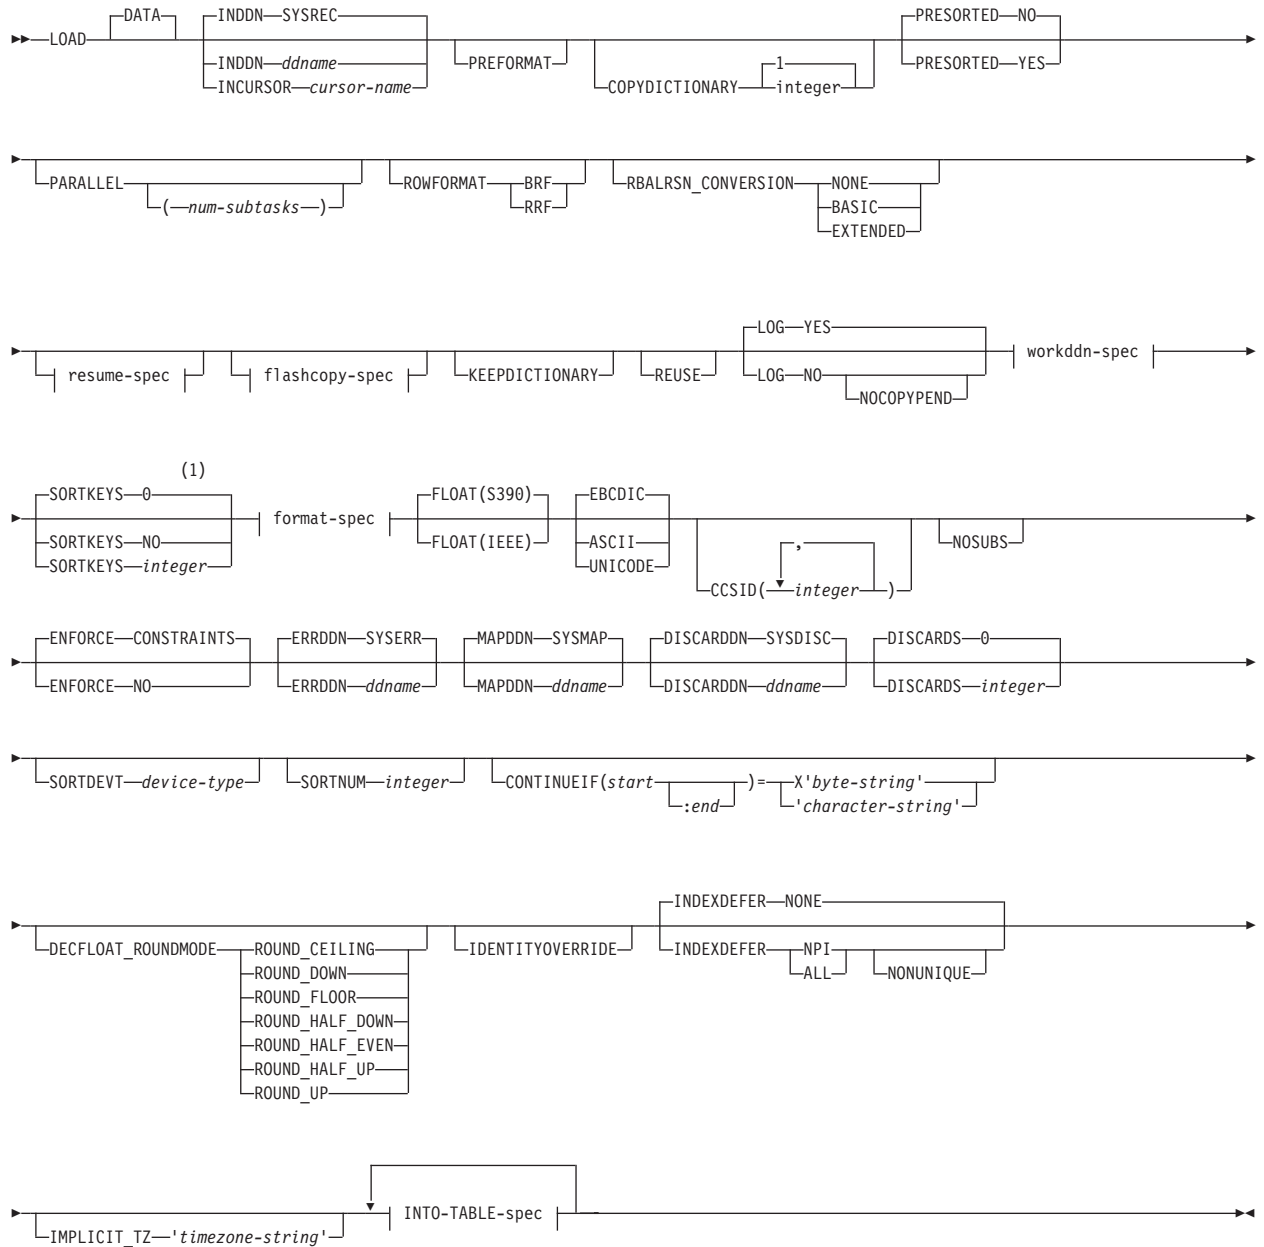 DATA INDDN SYSREC PRESORTED NO
LOAD
INDDN ddname PREFORMAT 1 PRESORTED YES
INCURSOR cursor-name COPYDICTIONARY integer
PARALLEL ROWFORMAT BRF RBALRSN_CONVERSION NONE
( num-subtasks ) RRF BASIC
EXTENDED
LOG YES
workddn-spec
resume-spec flashcopy-spec KEEPDICTIONARY REUSE LOG NO
NOCOPYPEND
(1)
SORTKEYS 0 FLOAT(S390) EBCDIC
format-spec
SORTKEYS NO FLOAT(IEEE) ASCII , NOSUBS
SORTKEYS integer UNICODE
CCSID( integer )
ENFORCE CONSTRAINTS ERRDDN SYSERR MAPDDN SYSMAP DISCARDDN SYSDISC DISCARDS 0
ENFORCE NO ERRDDN ddname MAPDDN ddname DISCARDDN ddname DISCARDS integer
SORTDEVT device-type SORTNUM integer CONTINUEIF(start )= X'byte-string'
:end 'character-string'
INDEXDEFER NONE
DECFLOAT_ROUNDMODE ROUND_CEILING IDENTITYOVERRIDE INDEXDEFER NPI
ROUND_DOWN ALL NONUNIQUE
ROUND_FLOOR
ROUND_HALF_DOWN
ROUND_HALF_EVEN
ROUND_HALF_UP
ROUND_UP
INTO-TABLE-spec
IMPLICIT_TZ 'timezone-string'